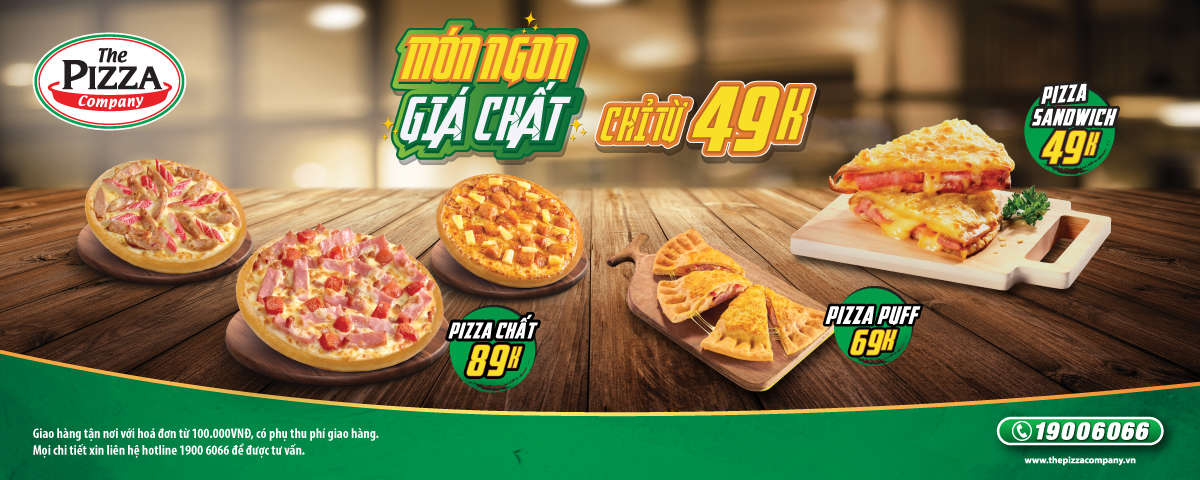 The
PIZZA
Company
MÓN NGON
GIÁ CHẤT
CHỈ TỪ 49K
PIZZA
SANDWICH
49K
PIZZA CHẤT
89K
PIZZA PUFF
69K
Giao hàng tận nơi với hoá đơn từ 100.000VNĐ, có phụ thu phí giao hàng.
Mọi chi tiết xin liên hệ hotline 1900 6066 để được tư vấn.
19006066
www.thepizzacompany.vn